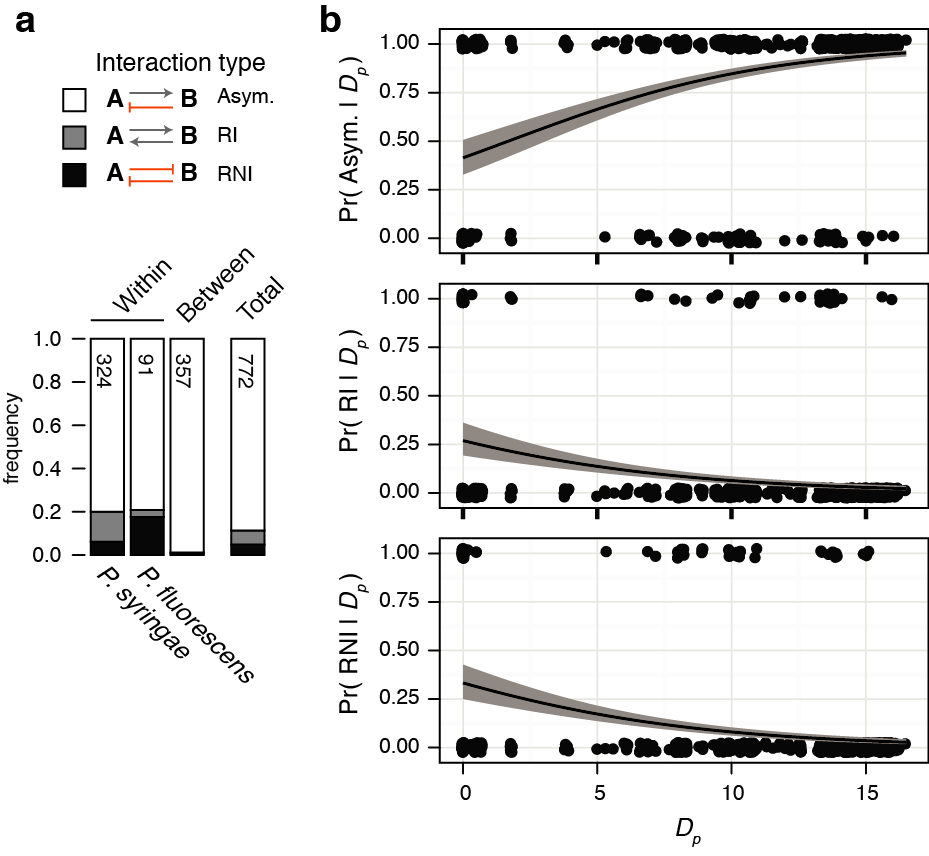 a
Interaction type
A B Asym.
A B RI
A B RNI
Within
Between
Total
frequency
1.0
0.8
0.6
0.4
0.2
0.0
324
91
357
772
P. syringae
P. fluorescens
b
Pr( Asym. | Dp)
1.00
0.75
0.50
0.25
0.00
Pr( RI | Dp)
1.00
0.75
0.50
0.25
0.00
Pr( RNI | Dp)
1.00
0.75
0.50
0.25
0.00
0 5 10 15
Dp